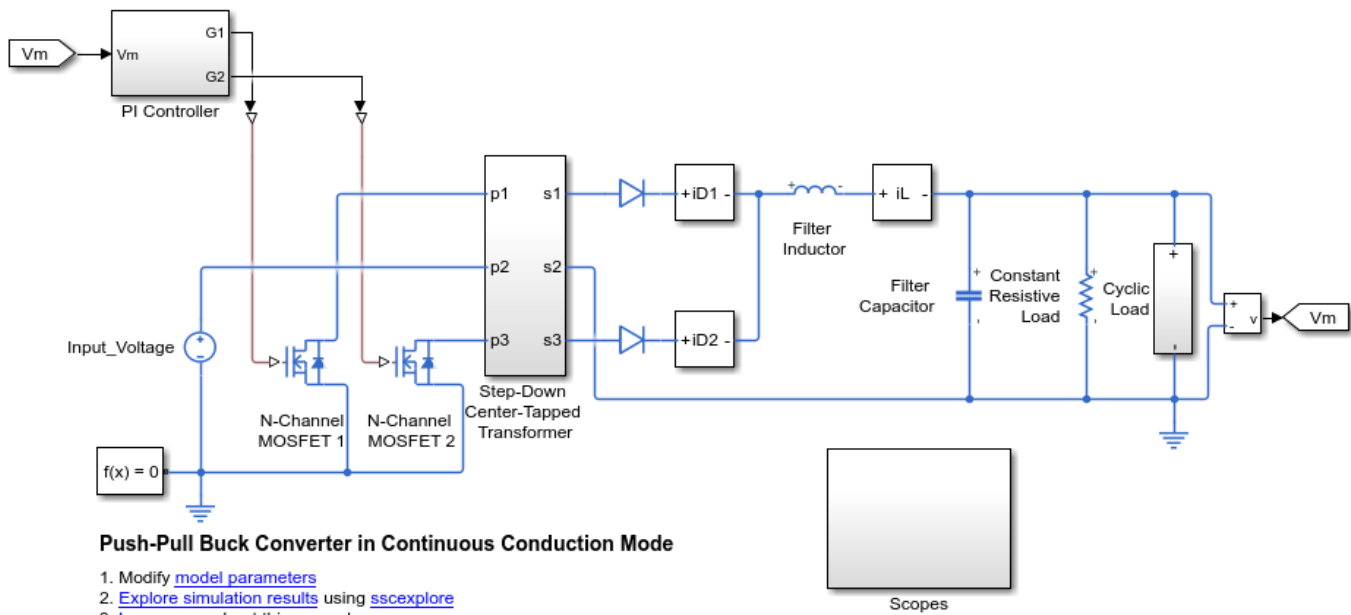 Vm
Vm
G1
G2
PI Controller
p1
p2
p3
s1
s2
s3
Step-Down
Center-Tapped
Transformer
+iD1 -
+iD2 -
+ -
Filter
Inductor
+ iL -
+
Filter
Capacitor
-
+
Constant
Resistive
Load
-
+
Cyclic
Load
-
+
- v
Vm
Input_Voltage
+
−
N-Channel
MOSFET 1
N-Channel
MOSFET 2
f(x) = 0
Push-Pull Buck Converter in Continuous Conduction Mode
1. Modify model parameters
2. Explore simulation results using sscexplore
Scopes